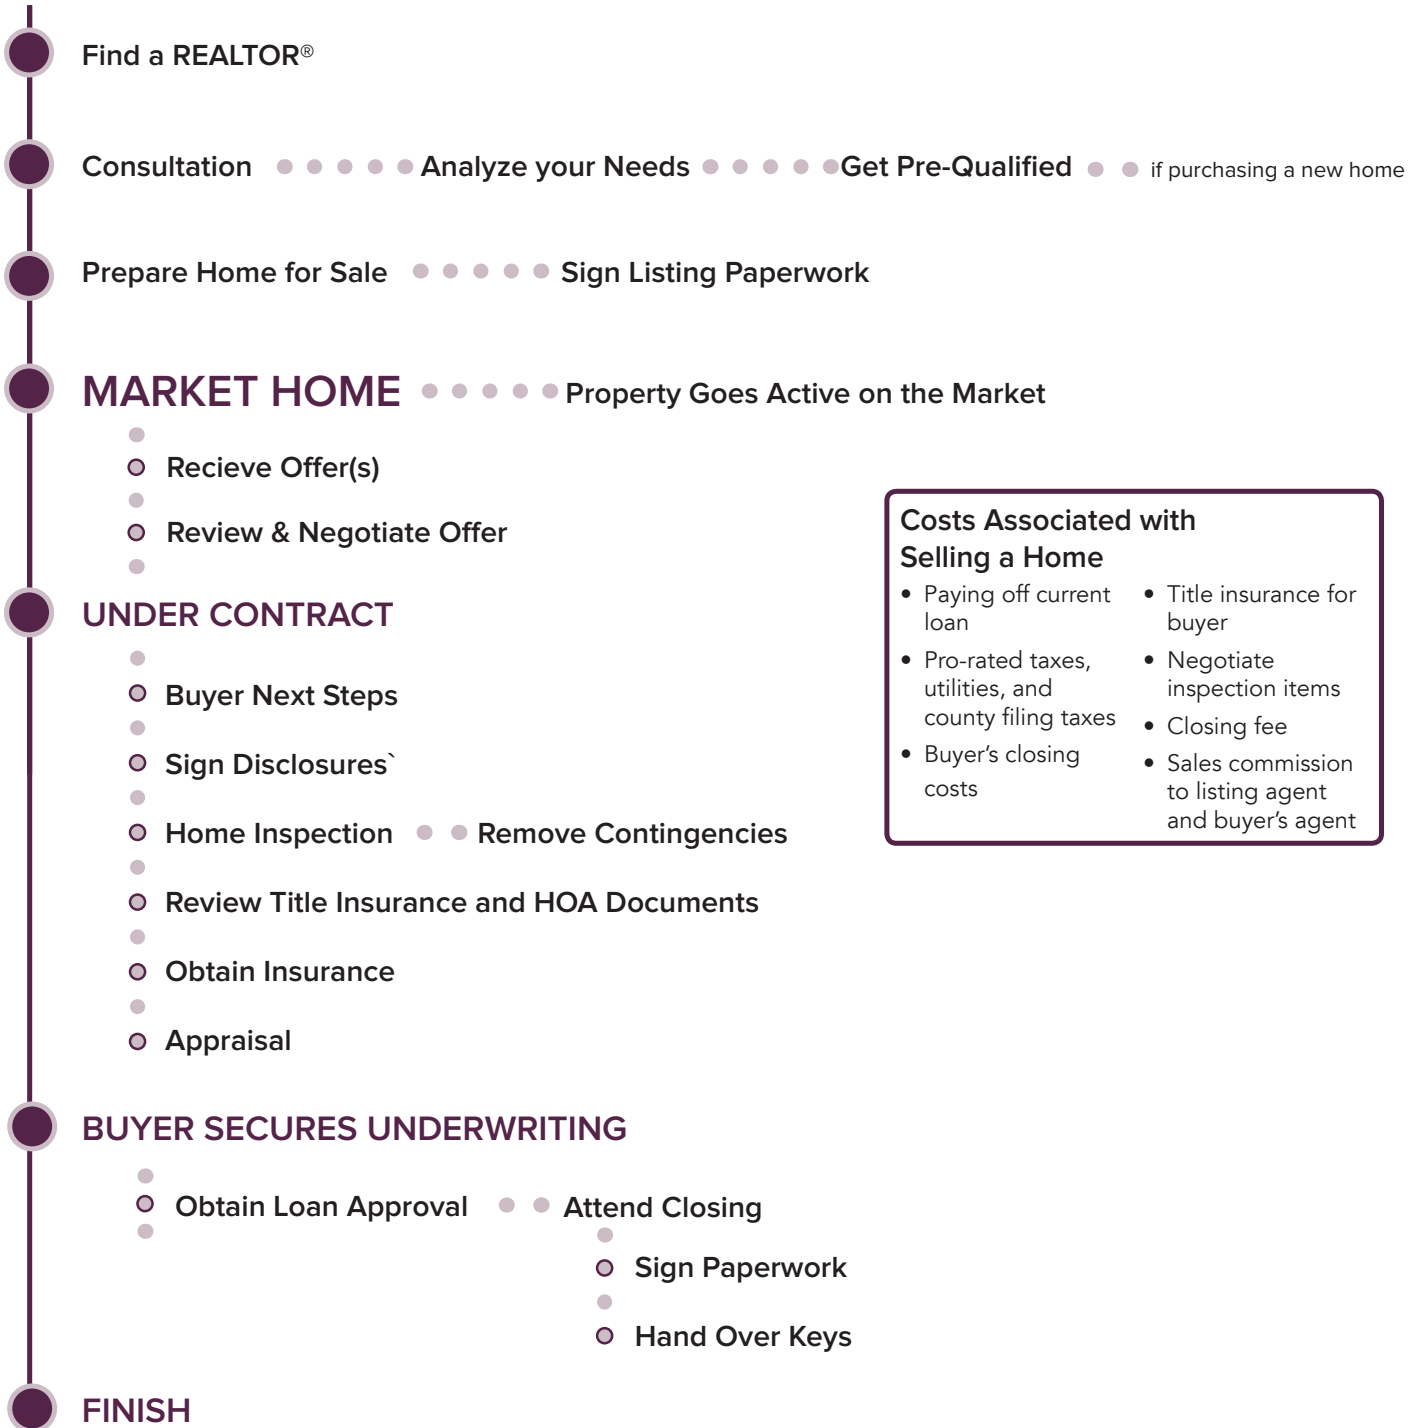 Find a REALTOR®
Consultation Analyze your Needs Get Pre-Qualified if purchasing a new home
Prepare Home for Sale Sign Listing Paperwork
MARKET HOME Property Goes Active on the Market
Recieve Offer(s)
Review & Negotiate Offer
UNDER CONTRACT
Buyer Next Steps
Sign Disclosures`
Home Inspection Remove Contingencies
Review Title Insurance and HOA Documents
Obtain Insurance
Appraisal
Costs Associated with
Selling a Home
• Paying off current
loan
• Pro-rated taxes,
utilities, and
county filing taxes
• Buyer’s closing
costs
• Title insurance for
buyer
• Negotiate
inspection items
• Closing fee
• Sales commission
to listing agent
and buyer’s agent
BUYER SECURES UNDERWRITING
Obtain Loan Approval Attend Closing
Sign Paperwork
Hand Over Keys
FINISH